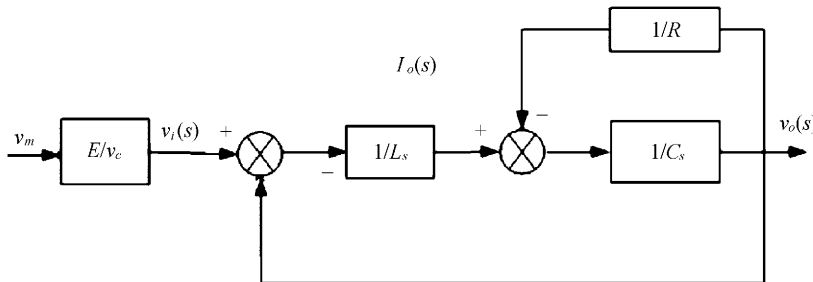 1/R
I_o(s)
v_m
E/v_c
v_i(s)
+
−
1/L_s
+
−
1/C_s
v_o(s)